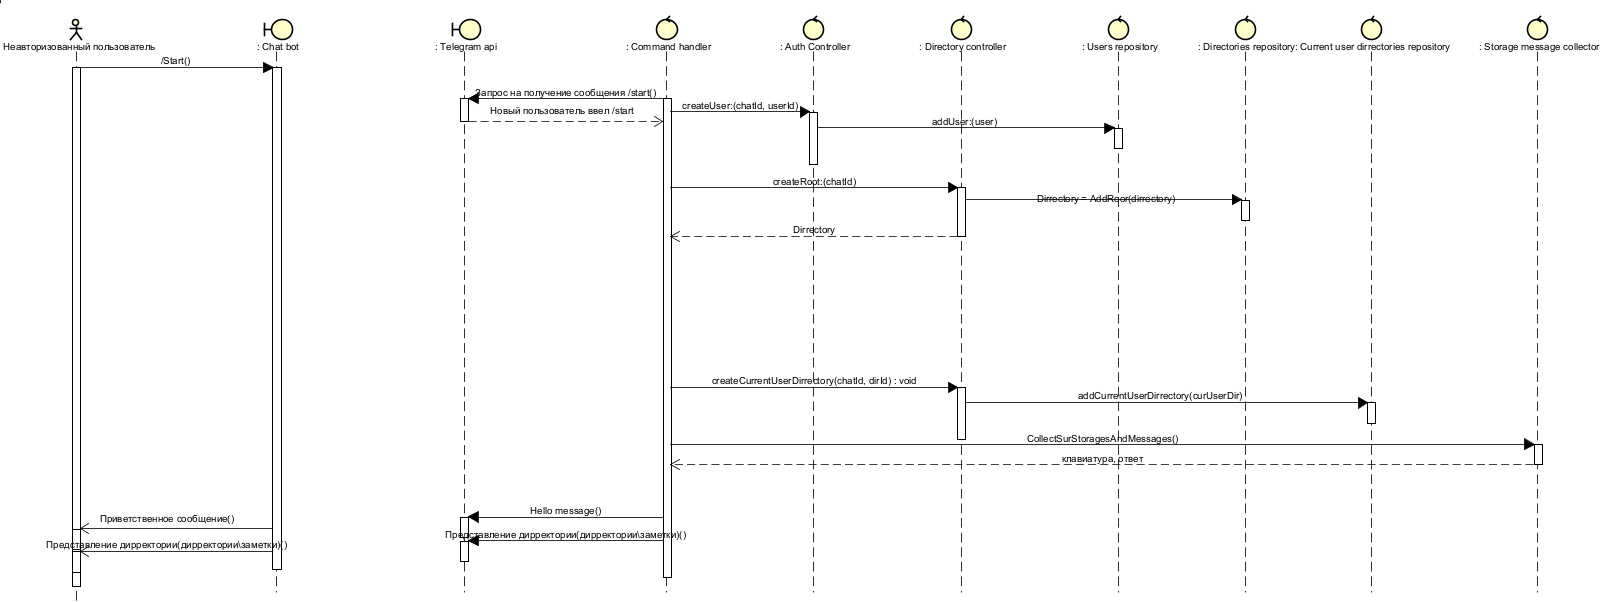 Неавторизованный пользователь
: Chat bot
: Telegram api
: Command handler
: Auth Controller
: Directory controller
: Users repository
: Directories repository
: Current user directories repository
: Storage message collector
/Start()
Запрос на получение сообщения /start()
createUser:(chatId, userId)
Новый пользователь ввел /start
addUser:(user)
createRoot:(chatId)
Dirrectory = AddRoor(dirrectory)
Dirrectory
createCurrentUserDirrectory(chatId, dirId) : void
addCurrentUserDirrectory(curUserDir)
CollectSurStoragesAndMessages()
клавиатура, ответ
Hello message()
Приветственное сообщение()
Представление дирректории(дирректории\заметки)()
Представление дирректории(дирректории\заметки)()